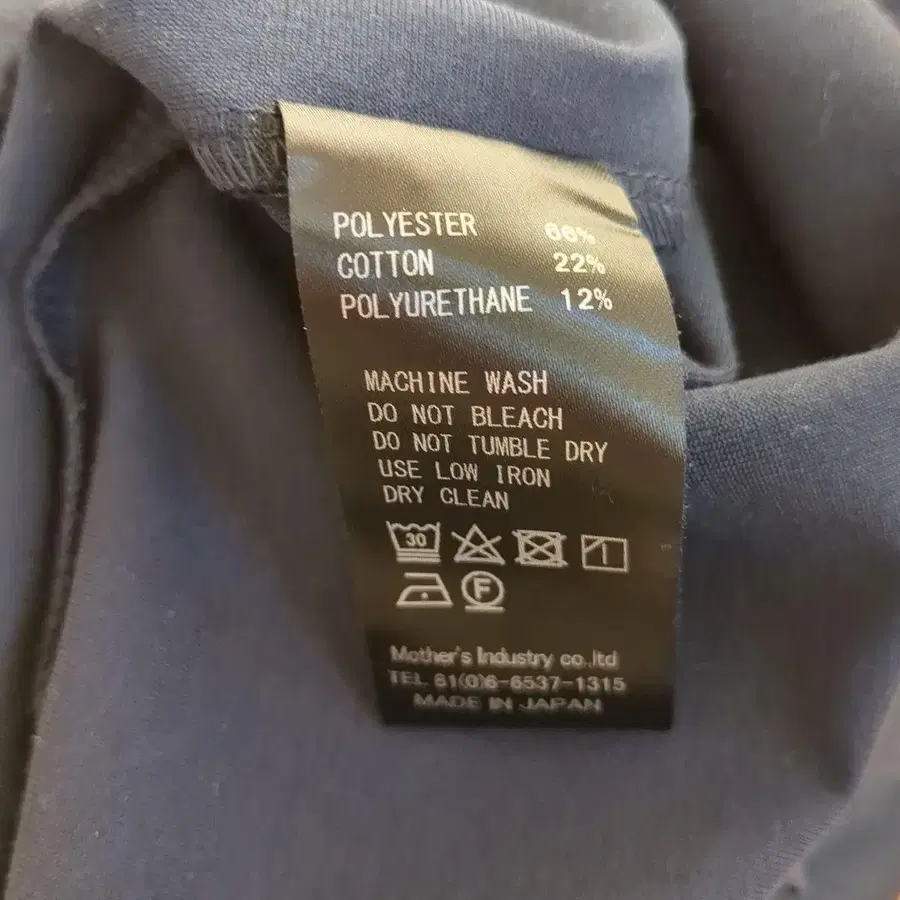 POLYESTER 66%
COTTON 22%
POLYURETHANE 12%
MACHINE WASH
DO NOT BLEACH
DO NOT TUMBLE DRY
USE LOW IRON
DRY CLEAN
30
F
Mother's Industry co.,ltd
TEL 81(0)6-6537-1315
MADE IN JAPAN